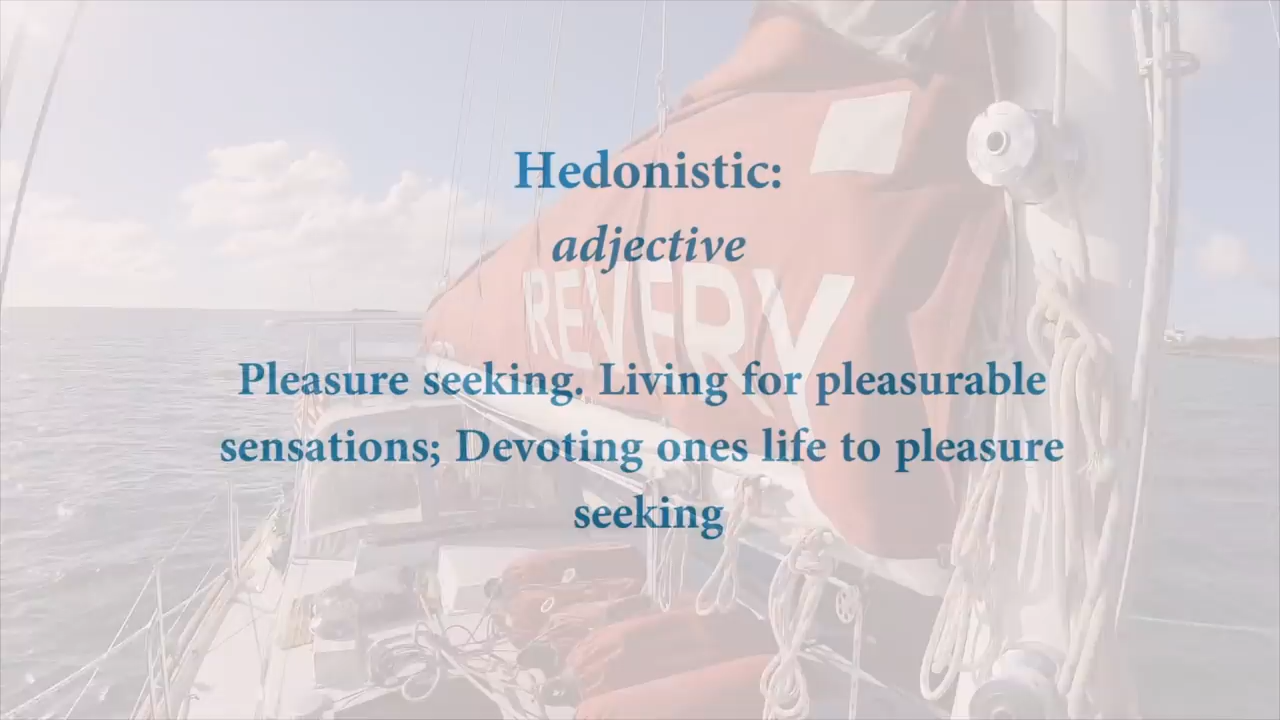 Hedonistic:
adjective
REVERY
Pleasure seeking. Living for pleasurable
sensations; Devoting ones life to pleasure
seeking